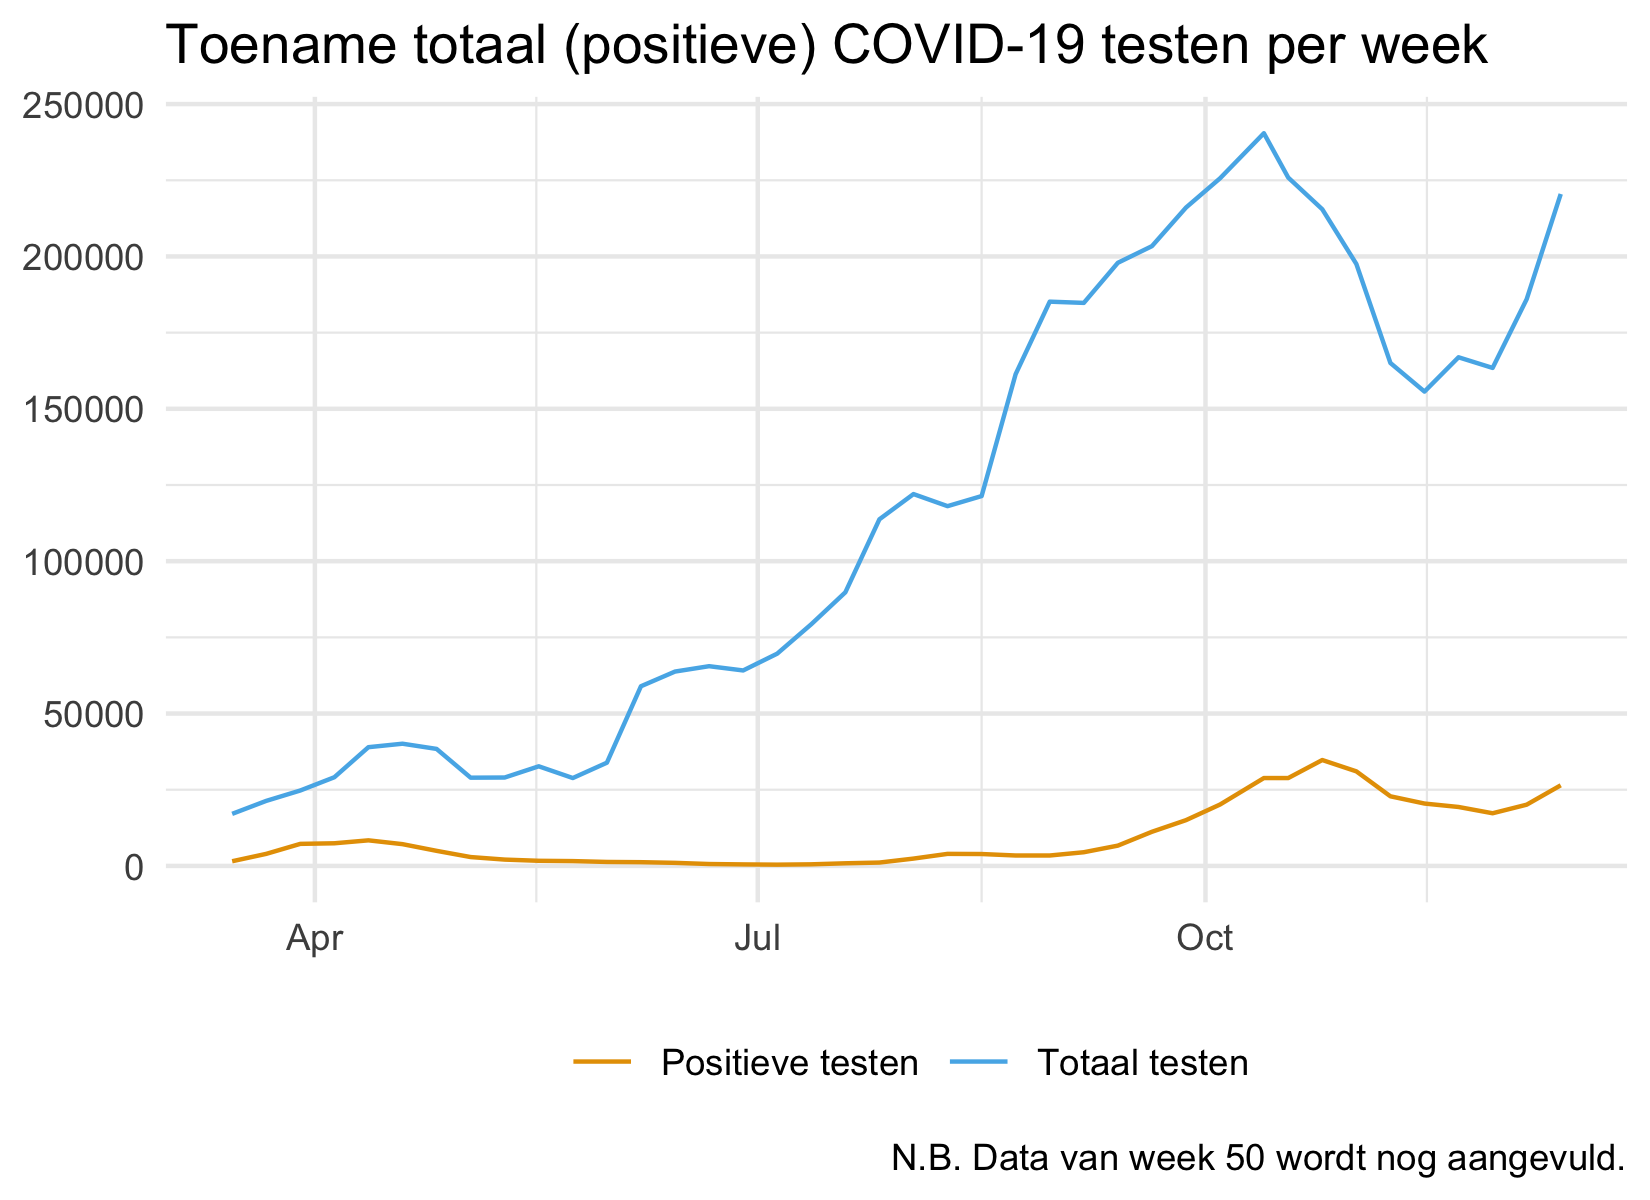 Toename totaal (positieve) COVID-19 testen per week
250000
200000
150000
100000
50000
0
Apr Jul Oct
Positieve testen Totaal testen
N.B. Data van week 50 wordt nog aangevuld.